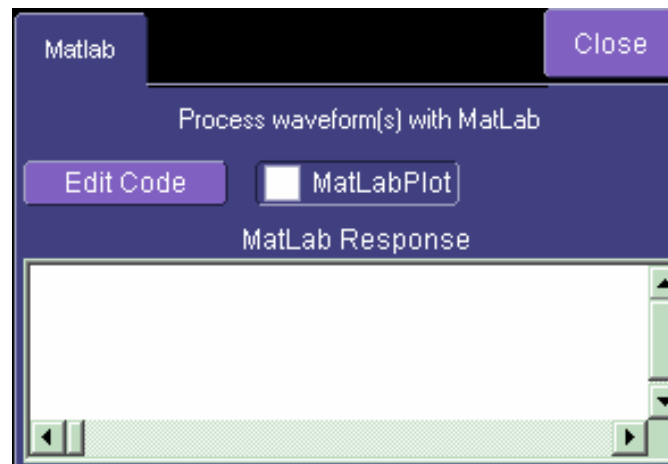 Matlab
Close
Process waveform(s) with MatLab
Edit Code
MatLabPlot
MatLab Response